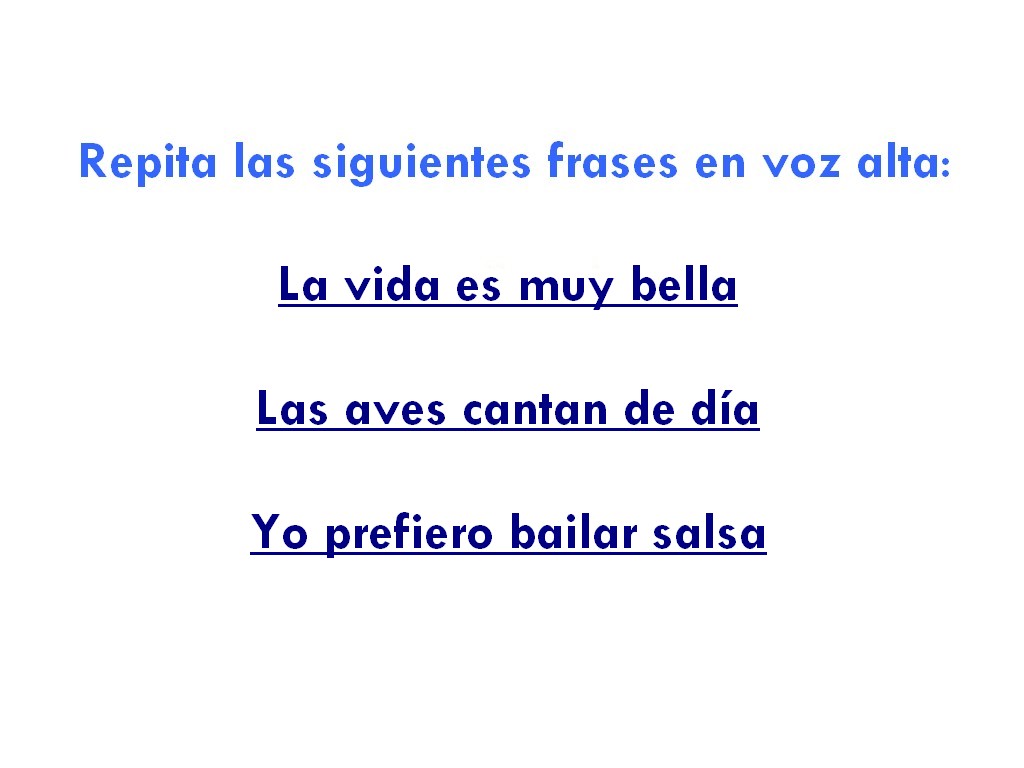 Repita las siguientes frases en voz alta:
La vida es muy bella
Las aves cantan de día
Yo prefiero bailar salsa